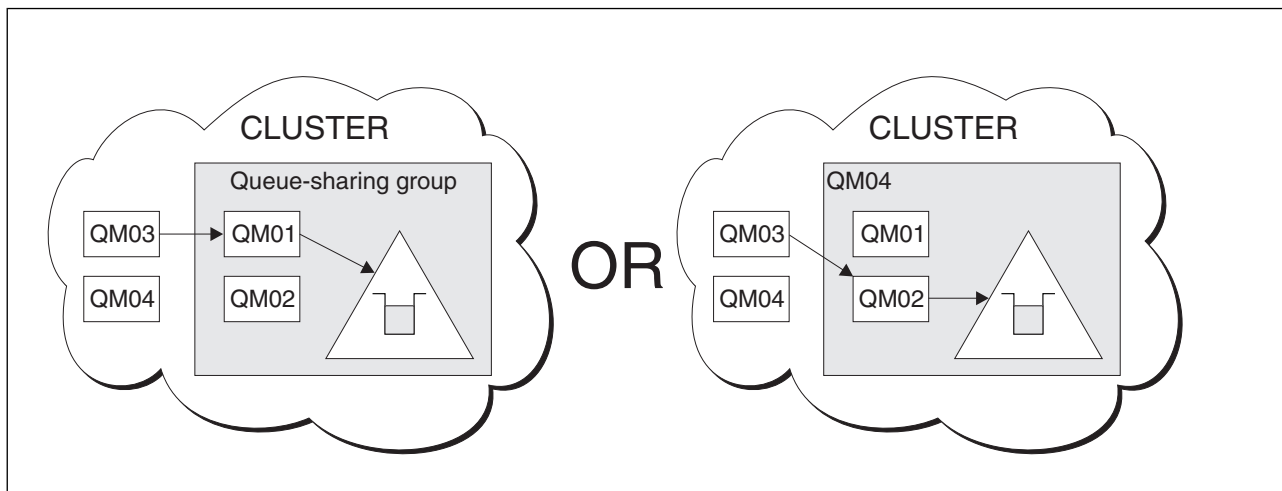 CLUSTER
Queue-sharing group
QM03
QM01
QM04
QM02
OR
CLUSTER
QM04
QM03
QM01
QM04
QM02